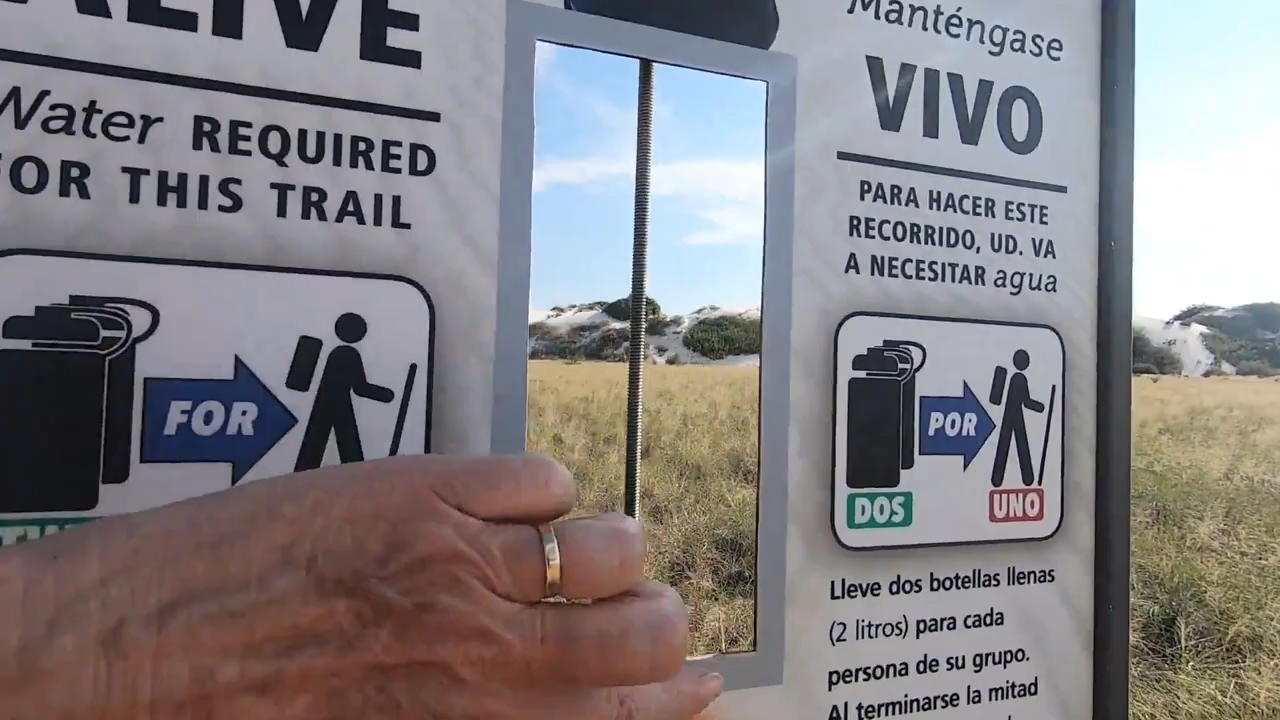 ALIVE
Water REQUIRED
FOR THIS TRAIL
FOR
Manténgase
VIVO
PARA HACER ESTE
RECORRIDO, UD. VA
A NECESITAR agua
POR
DOS UNO
Lleve dos botellas llenas
(2 litros) para cada
persona de su grupo.
Al terminarse la mitad